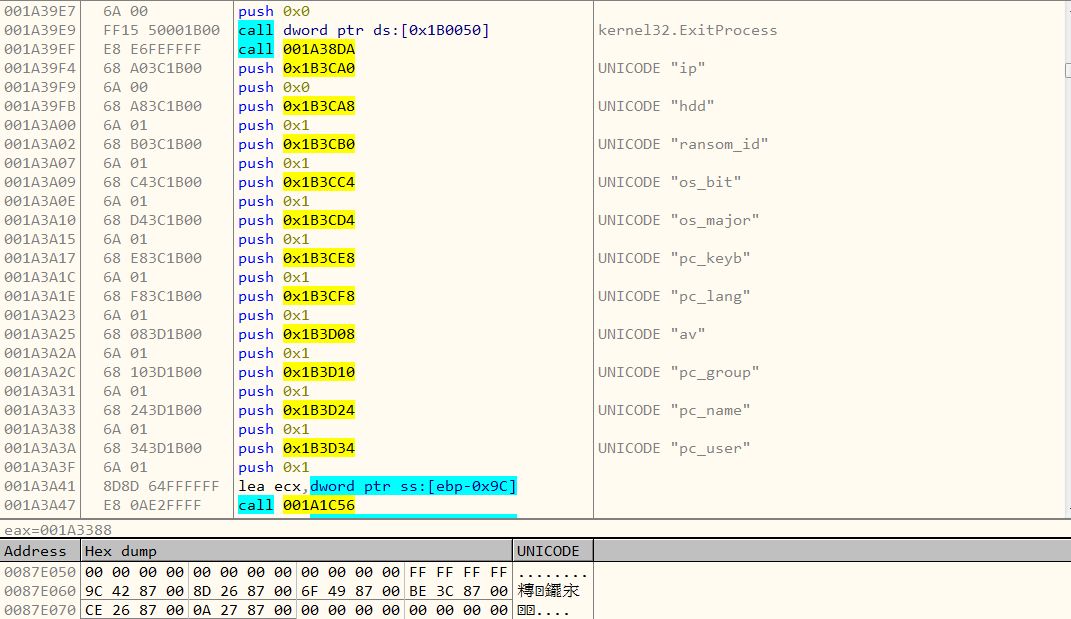 001A39E7 6A 00 push 0x0
001A39E9 FF15 50001B00 call dword ptr ds:[0x1B0050] kernel32.ExitProcess
001A39EF E8 E6FEFFFF call 001A38DA
001A39F4 68 A03C1B00 push 0x1B3CA0 UNICODE "ip"
001A39F9 6A 00 push 0x0
001A39FB 68 A83C1B00 push 0x1B3CA8 UNICODE "hdd"
001A3A00 6A 01 push 0x1
001A3A02 68 B03C1B00 push 0x1B3CB0 UNICODE "ransom_id"
001A3A07 6A 01 push 0x1
001A3A09 68 C43C1B00 push 0x1B3CC4 UNICODE "os_bit"
001A3A0E 6A 01 push 0x1
001A3A10 68 D43C1B00 push 0x1B3CD4 UNICODE "os_major"
001A3A15 6A 01 push 0x1
001A3A17 68 E83C1B00 push 0x1B3CE8 UNICODE "pc_keyb"
001A3A1C 6A 01 push 0x1
001A3A1E 68 F83C1B00 push 0x1B3CF8 UNICODE "pc_lang"
001A3A23 6A 01 push 0x1
001A3A25 68 083D1B00 push 0x1B3D08 UNICODE "av"
001A3A2A 6A 01 push 0x1
001A3A2C 68 103D1B00 push 0x1B3D10 UNICODE "pc_group"
001A3A31 6A 01 push 0x1
001A3A33 68 243D1B00 push 0x1B3D24 UNICODE "pc_name"
001A3A38 6A 01 push 0x1
001A3A3A 68 343D1B00 push 0x1B3D34 UNICODE "pc_user"
001A3A3F 6A 01 push 0x1
001A3A41 8D8D 64FFFFFF lea ecx,dword ptr ss:[ebp-0x9C]
001A3A47 E8 0AE2FFFF call 001A1C56
eax=001A3388
Address Hex dump UNICODE
0087E050 00 00 00 00 00 00 00 00 00 00 00 00 FF FF FF FF ........
0087E060 9C 42 87 00 8D 26 87 00 6F 49 87 00 BE 3C 87 00
0087E070 CE 26 87 00 0A 27 87 00 00 00 00 00 00 00 00 00 ....